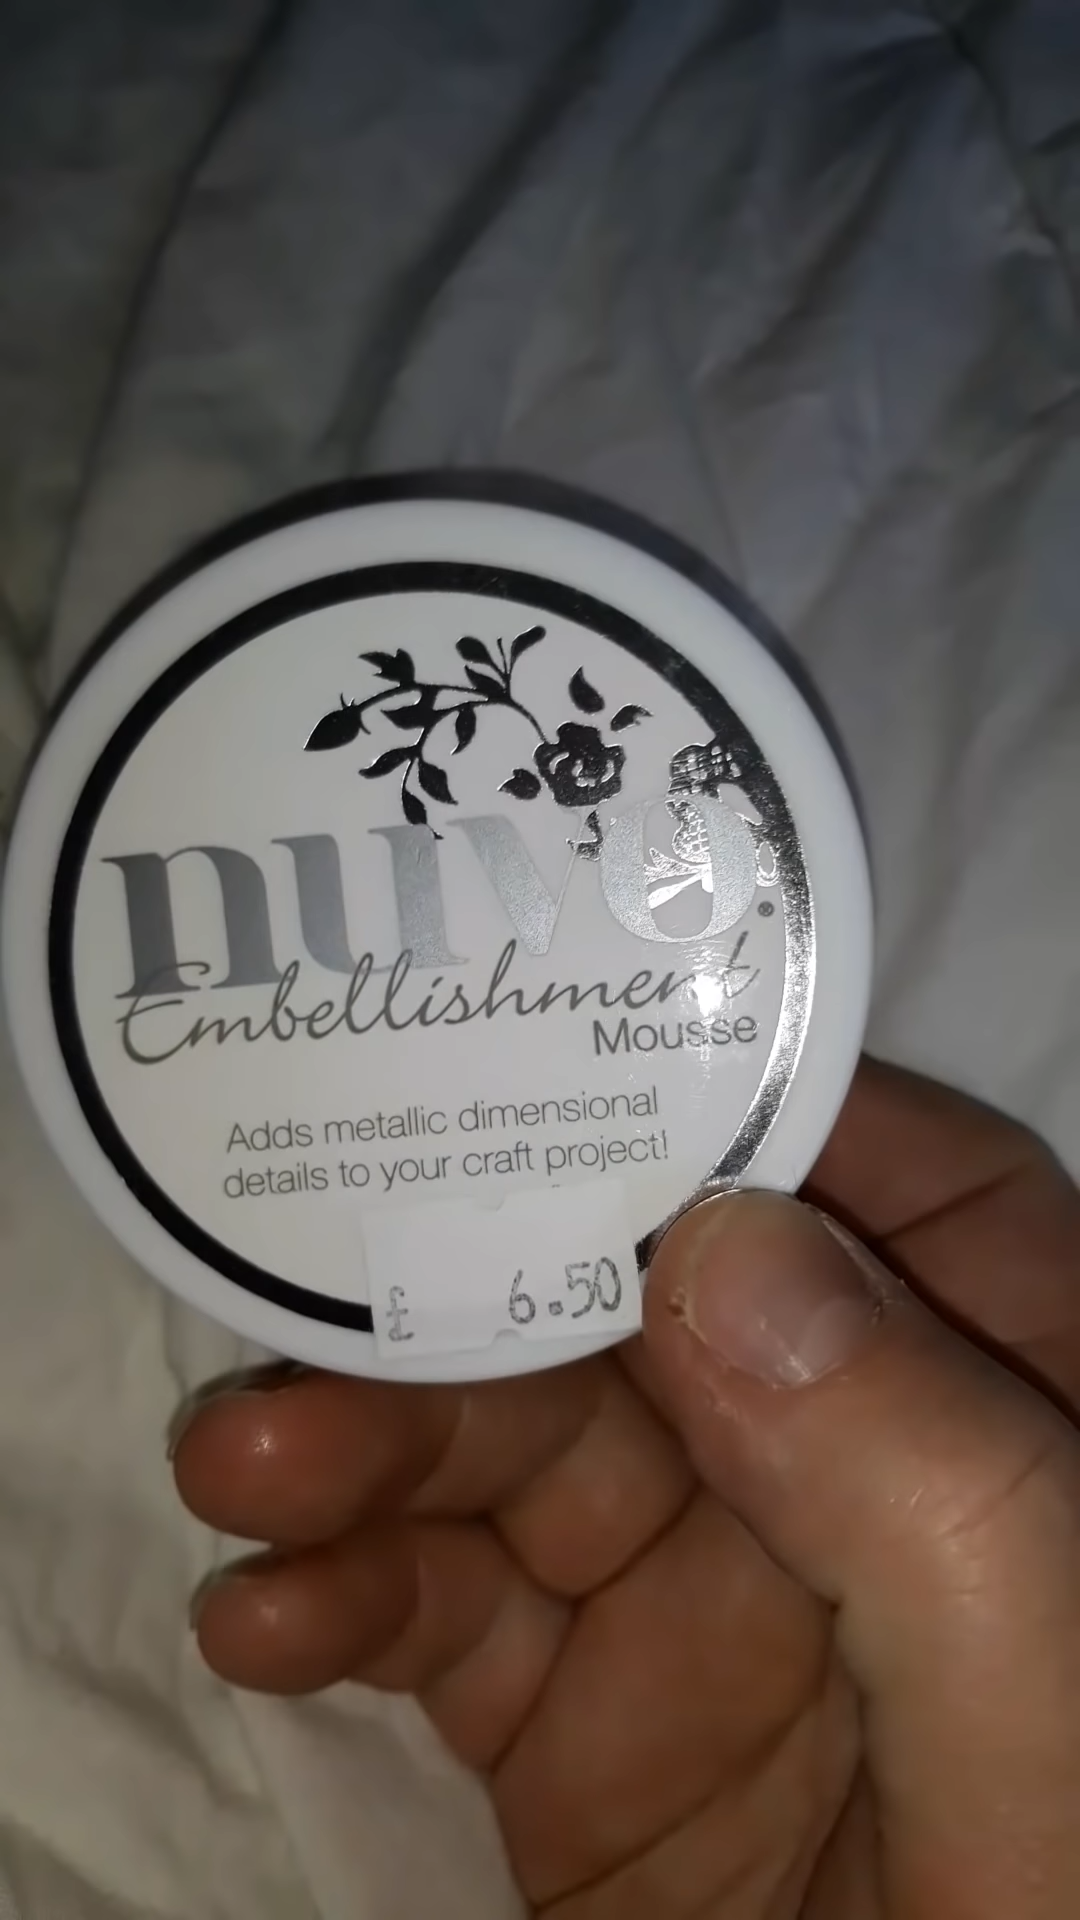 nuvo®
Embellishment
Mousse
Adds metallic dimensional
details to your craft project!
£ 6.50